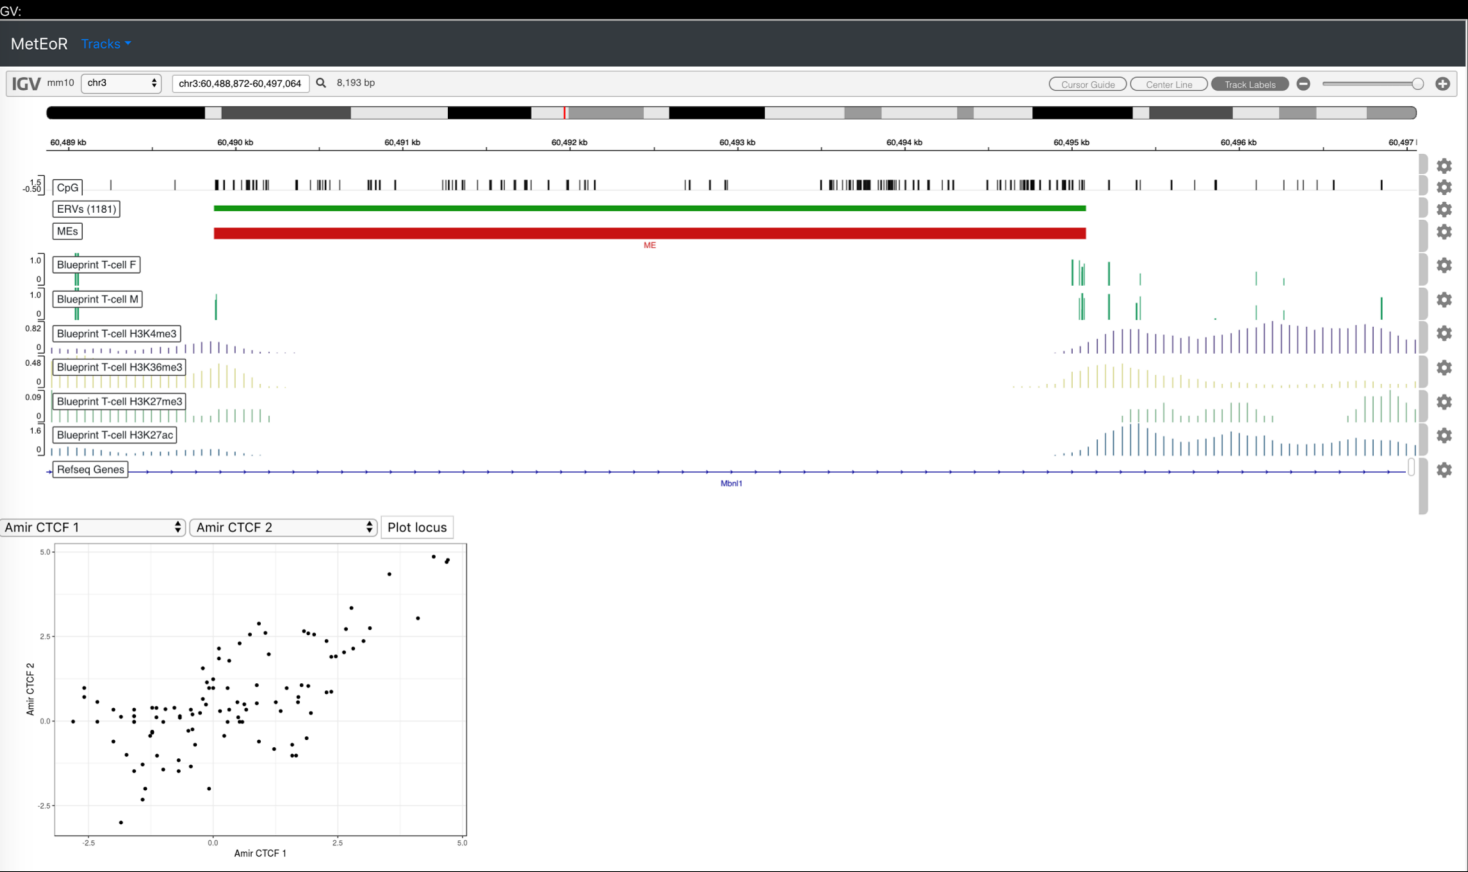 GV:
MetEoR Tracks
IGV mm10 chr3 chr3:60,488,872-60,497,064 8,193 bp Cursor Guide Center Line Track Labels
60,489 kb 60,490 kb 60,491 kb 60,492 kb 60,493 kb 60,494 kb 60,495 kb 60,496 kb 60,497
CpG
ERVs (1181)
MEs
ME
1.0
Blueprint T-cell F
0
1.0
Blueprint T-cell M
0
0.82
Blueprint T-cell H3K4me3
0
0.48
Blueprint T-cell H3K36me3
0
0.09
Blueprint T-cell H3K27me3
0
1.6
Blueprint T-cell H3K27ac
0
Refseq Genes
Mbnl1
Amir CTCF 1 Amir CTCF 2 Plot locus
5.0
2.5
Amir CTCF 2
0.0
-2.5
-2.5 0.0 2.5 5.0
Amir CTCF 1